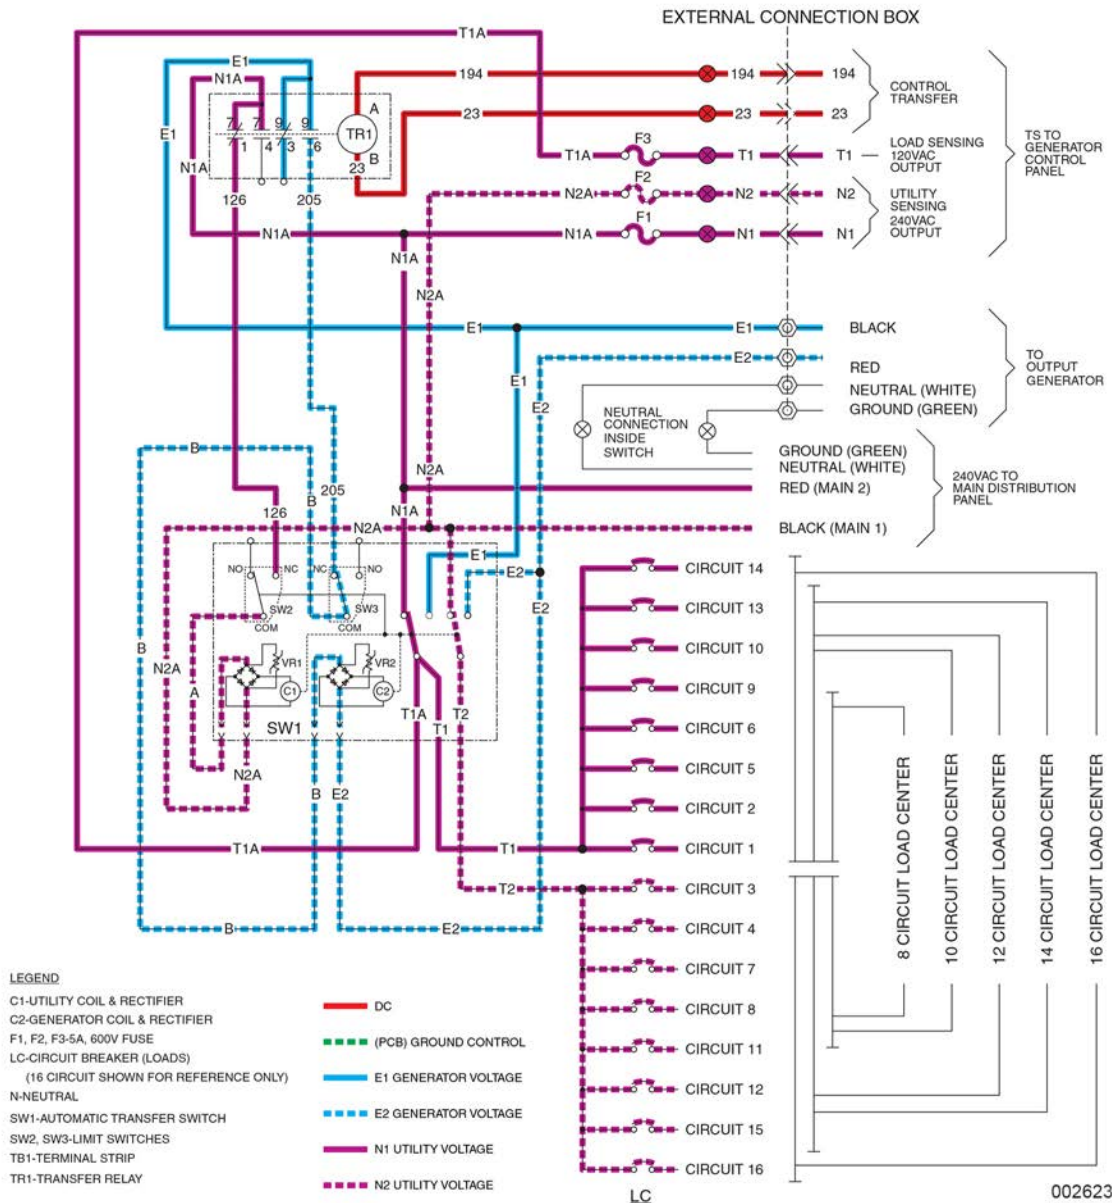 EXTERNAL CONNECTION BOX
T1A
E1
N1A
194
194
194
A
CONTROL
TRANSFER
7
7
9
9
TR1
23
23
23
E1
1
4
3
6
B
23
TS TO
GENERATOR
CONTROL
PANEL
F3
T1A
T1
T1
LOAD SENSING
120VAC
OUTPUT
N1A
F2
N2A
N2
N2
UTILITY
SENSING
240VAC
OUTPUT
126
205
F1
N1A
N1A
N1
N1
N1A
N2A
E1
E1
BLACK
E2
RED
TO
OUTPUT
GENERATOR
E1
NEUTRAL (WHITE)
E2
GROUND (GREEN)
NEUTRAL
CONNECTION
INSIDE
SWITCH
B
GROUND (GREEN)
NEUTRAL (WHITE)
N2A
RED (MAIN 2)
240VAC TO
MAIN DISTRIBUTION
PANEL
B
205
126
N1A
N2A
BLACK (MAIN 1)
E1
NO
NC
NC
NO
E2
CIRCUIT 14
SW2
SW3
E2
CIRCUIT 13
COM
COM
B
CIRCUIT 10
N2A
VR1
VR2
A
C1
C2
CIRCUIT 9
T1A
T2
SW1
T1
CIRCUIT 6
N2A
CIRCUIT 5
B
E2
CIRCUIT 2
T1A
T1
CIRCUIT 1
T2
CIRCUIT 3
B
E2
CIRCUIT 4
CIRCUIT 7
CIRCUIT 8
CIRCUIT 11
CIRCUIT 12
CIRCUIT 15
CIRCUIT 16
LC
8 CIRCUIT LOAD CENTER
10 CIRCUIT LOAD CENTER
12 CIRCUIT LOAD CENTER
14 CIRCUIT LOAD CENTER
16 CIRCUIT LOAD CENTER
LEGEND
C1-UTILITY COIL & RECTIFIER
C2-GENERATOR COIL & RECTIFIER
F1, F2, F3-5A, 600V FUSE
LC-CIRCUIT BREAKER (LOADS)
(16 CIRCUIT SHOWN FOR REFERENCE ONLY)
N-NEUTRAL
SW1-AUTOMATIC TRANSFER SWITCH
SW2, SW3-LIMIT SWITCHES
TB1-TERMINAL STRIP
TR1-TRANSFER RELAY
DC
(PCB) GROUND CONTROL
E1 GENERATOR VOLTAGE
E2 GENERATOR VOLTAGE
N1 UTILITY VOLTAGE
N2 UTILITY VOLTAGE
002623